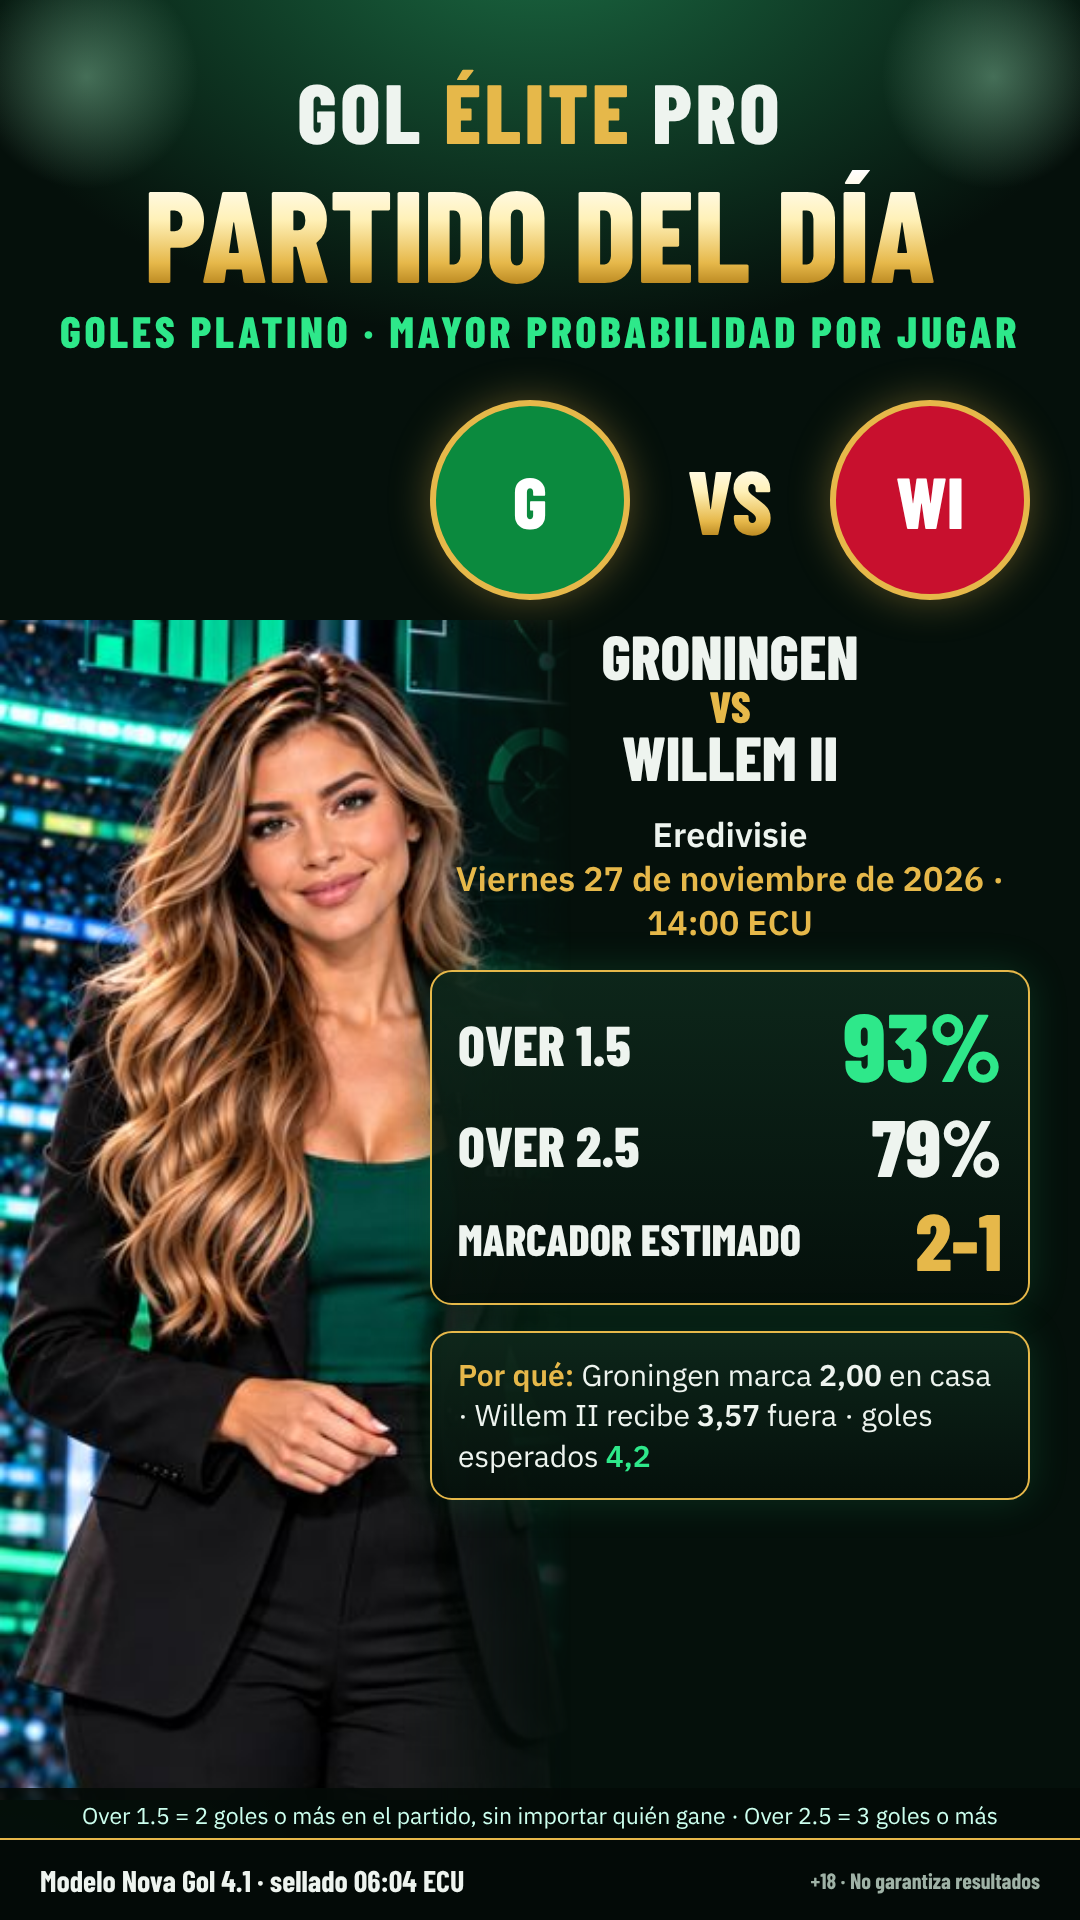 GOL ÉLITE PRO
PARTIDO DEL DÍA
GOLES PLATINO · MAYOR PROBABILIDAD POR JUGAR
G
VS
WI
GRONINGEN
VS
WILLEM II
Eredivisie
Viernes 27 de noviembre de 2026 ·
14:00 ECU
OVER 1.5 93%
OVER 2.5 79%
MARCADOR ESTIMADO 2-1
Por qué: Groningen marca 2,00 en casa
· Willem II recibe 3,57 fuera · goles
esperados 4,2
Over 1.5 = 2 goles o más en el partido, sin importar quién gane · Over 2.5 = 3 goles o más
Modelo Nova Gol 4.1 · sellado 06:04 ECU
+18 · No garantiza resultados